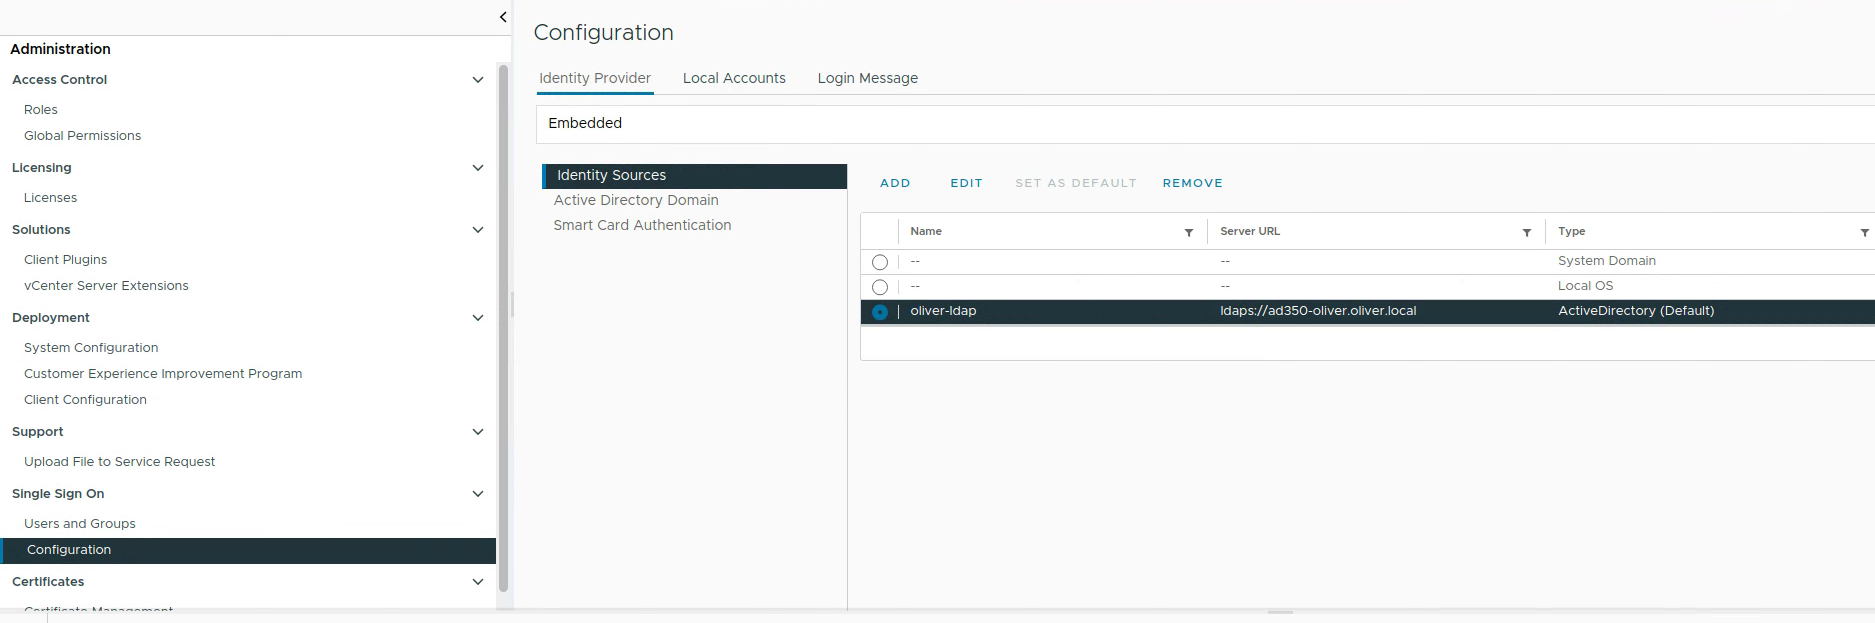 Administration
Access Control
Roles
Global Permissions
Licensing
Licenses
Solutions
Client Plugins
vCenter Server Extensions
Deployment
System Configuration
Customer Experience Improvement Program
Client Configuration
Support
Upload File to Service Request
Single Sign On
Users and Groups
Configuration
Certificates
Certificate Management
Configuration
Identity Provider Local Accounts Login Message
Embedded
Identity Sources
Active Directory Domain
Smart Card Authentication
ADD EDIT SET AS DEFAULT REMOVE
Name Server URL Type
-- -- System Domain
-- -- Local OS
oliver-ldap ldaps://ad350-oliver.oliver.local ActiveDirectory (Default)